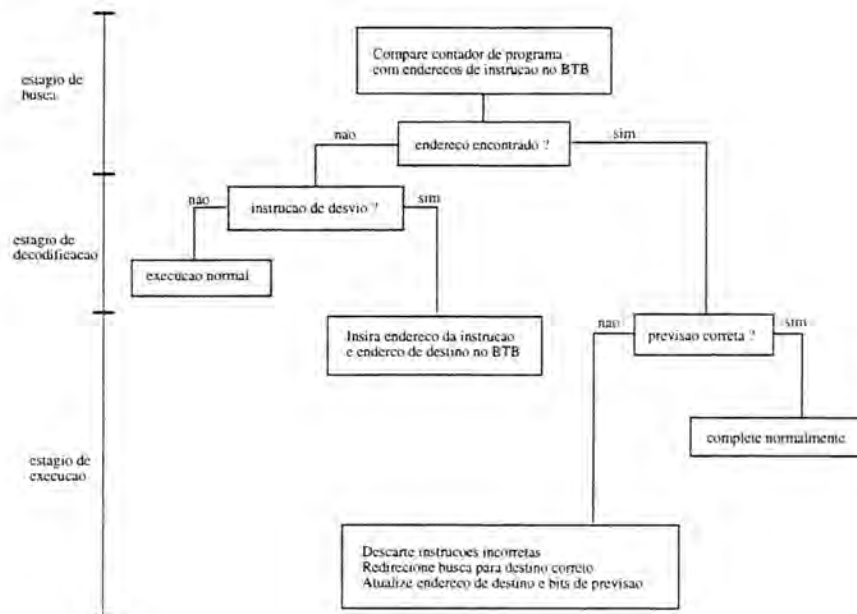 Compare contador de programa
com enderecos de instrucao no BTB
estagio de
busca
nao
endereco encontrado ?
sim
nao
instrucao de desvio ?
sim
estagio de
decodificacao
execucao normal
Insira endereco da instrucao
e enderco de destino no BTB
nao
previsao correta ?
sim
complete normalmente
estagio de
execucao
Descarte instrucoes incorretas
Redirecione busca para destino correto
Atualize endereco de destino e bits de previsao